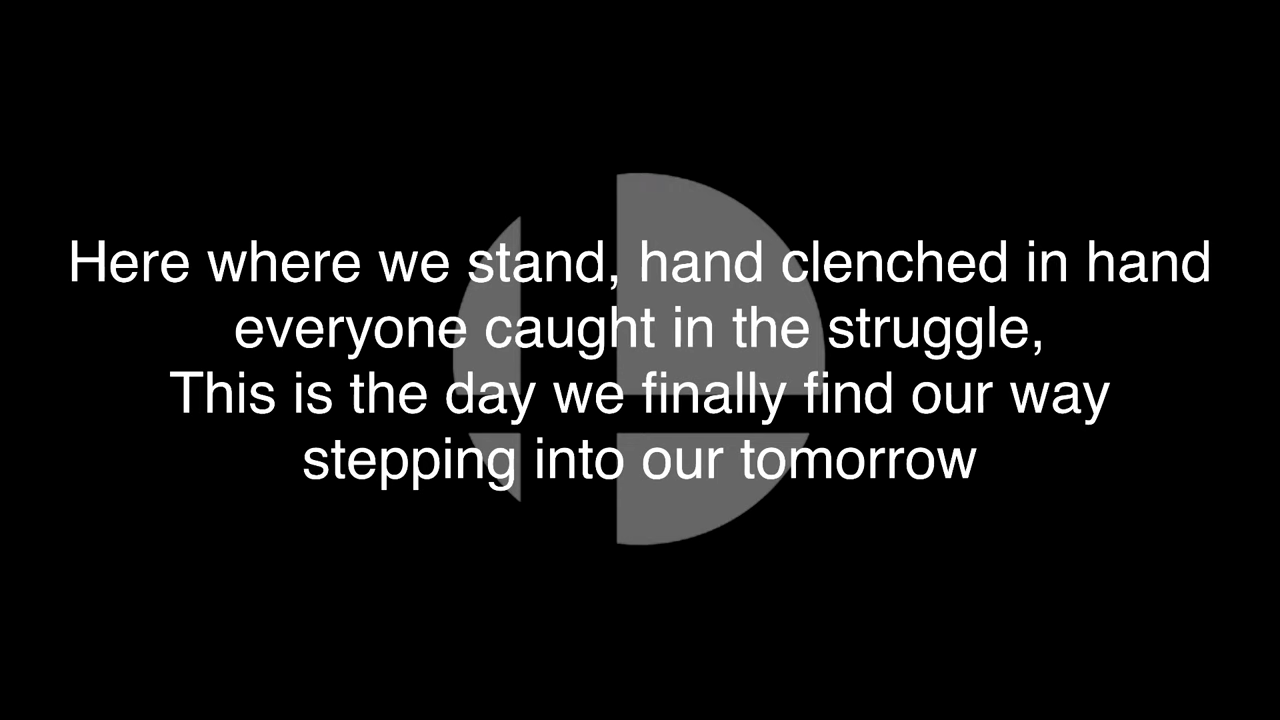 Here where we stand, hand clenched in hand
everyone caught in the struggle,
This is the day we finally find our way
stepping into our tomorrow